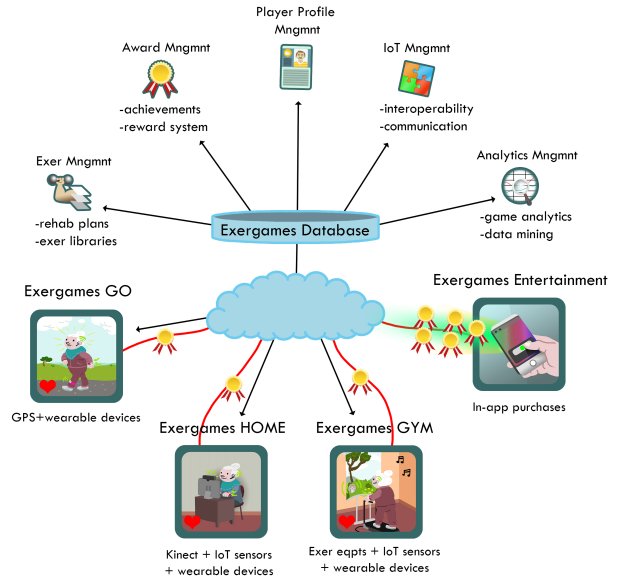 Player Profile
Mngmnt
Award Mngmnt
-achievements
-reward system
IoT Mngmnt
-interoperability
-communication
Exer Mngmnt
-rehab plans
-exer libraries
Analytics Mngmnt
-game analytics
-data mining
Exergames Database
Exergames GO
GPS+wearable devices
Exergames Entertainment
In-app purchases
Exergames HOME
Kinect + IoT sensors
+ wearable devices
Exergames GYM
Exer eqpts + IoT sensors
+ wearable devices